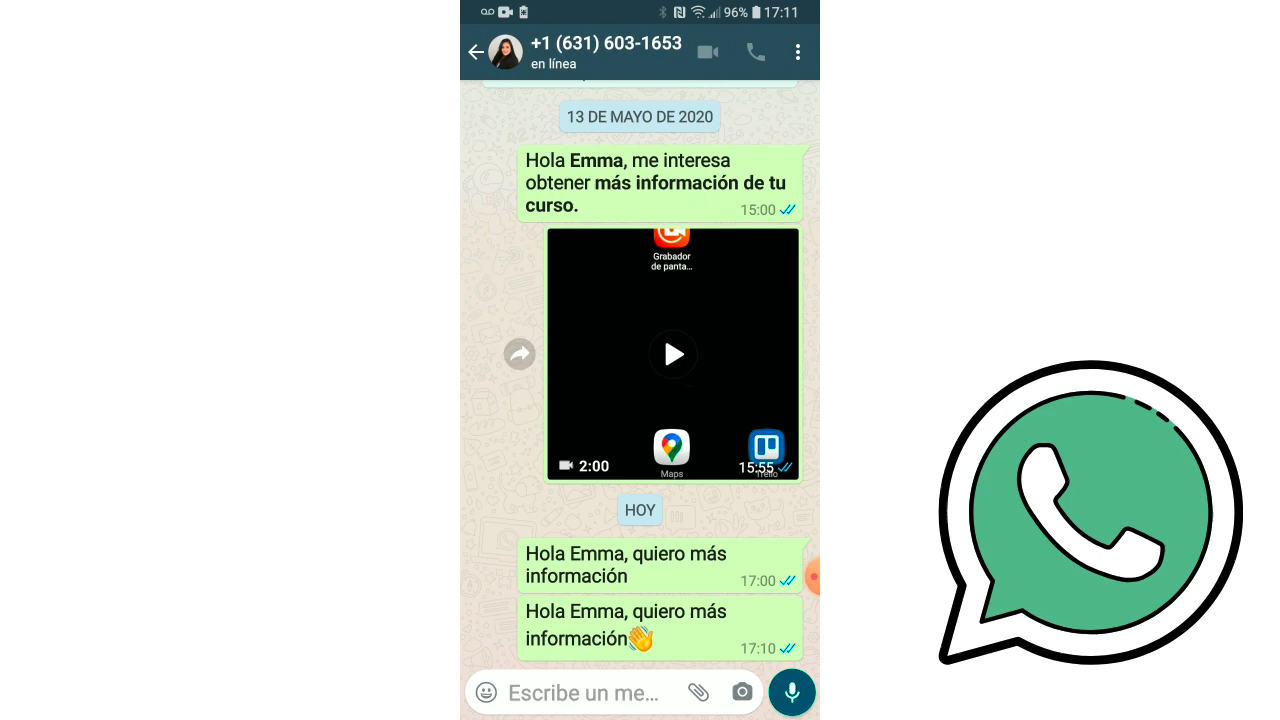 96% 17:11
+1 (631) 603-1653
en línea
13 DE MAYO DE 2020
Hola Emma, me interesa
obtener más información de tu
curso.
15:00
Grabador
de panta...
2:00
15:55
Maps
Trello
HOY
Hola Emma, quiero más
información
17:00
Hola Emma, quiero más
información👋
17:10
Escribe un me...